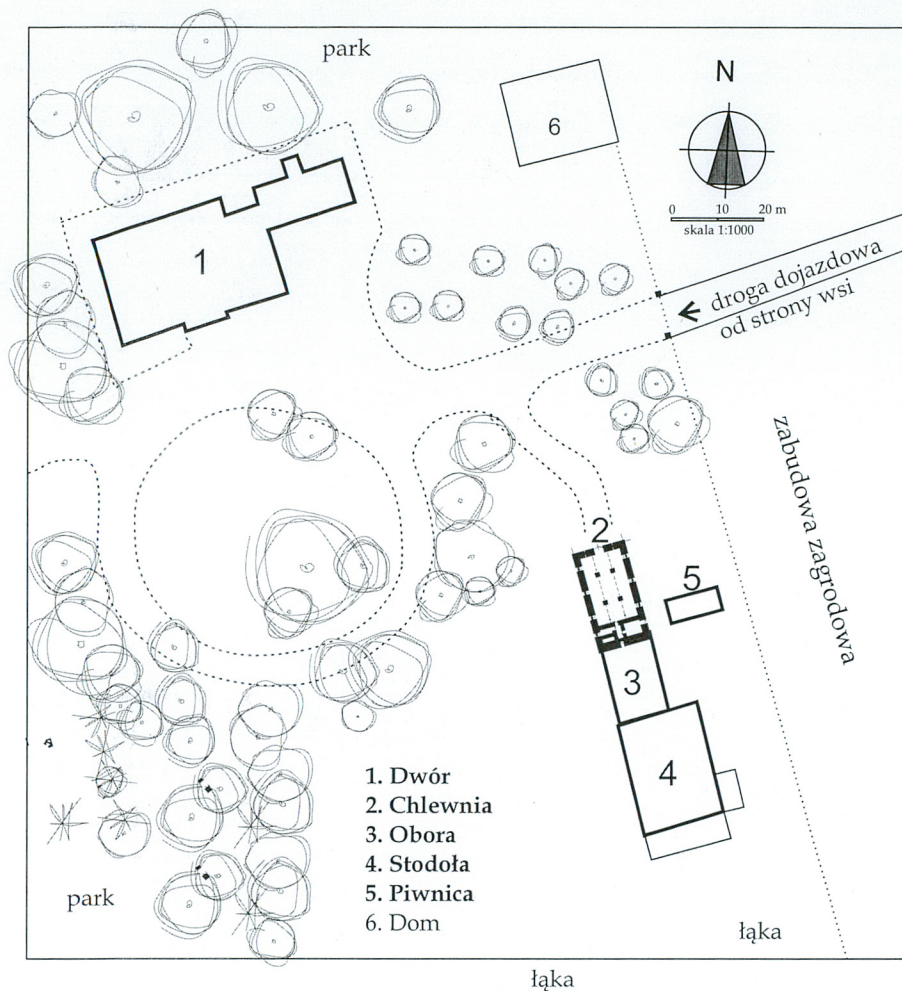 park
6
N
0 10 20 m
skala 1:1000
1
droga dojazdowa
od strony wsi
zabudowa zagrodowa
2
5
3
4
1. Dwór
2. Chlewnia
3. Obora
4. Stodoła
5. Piwnica
6. Dom
park
łąka
łąka